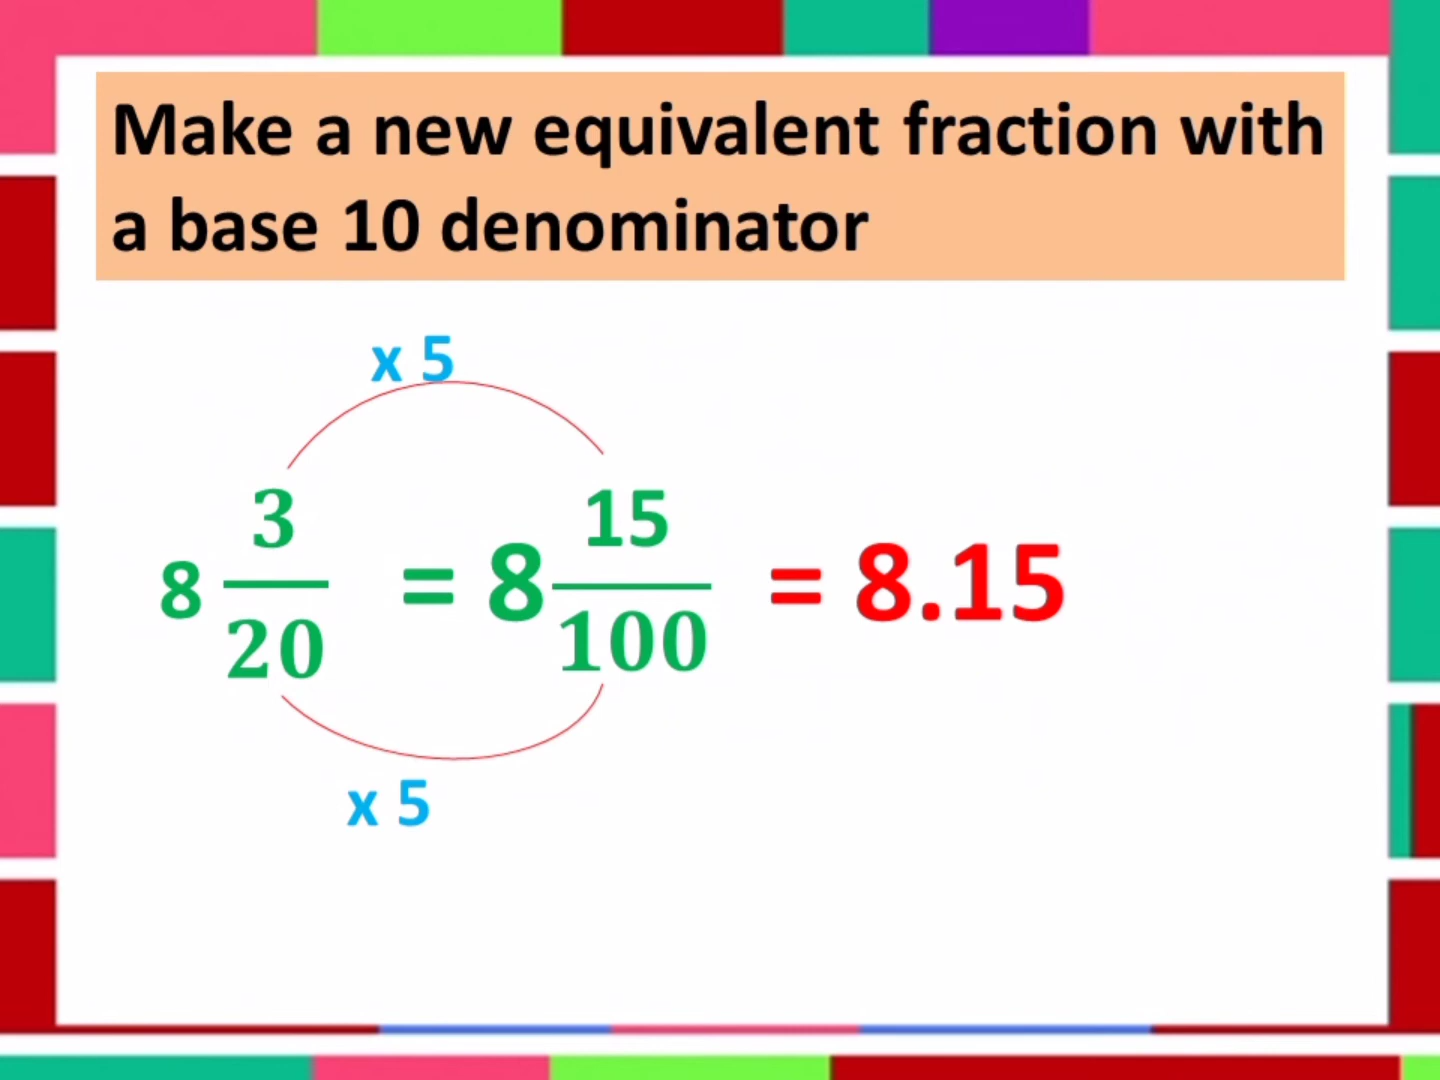 Make a new equivalent fraction with
a base 10 denominator
x 5
8 3/20 = 8 15/100 = 8.15
x 5